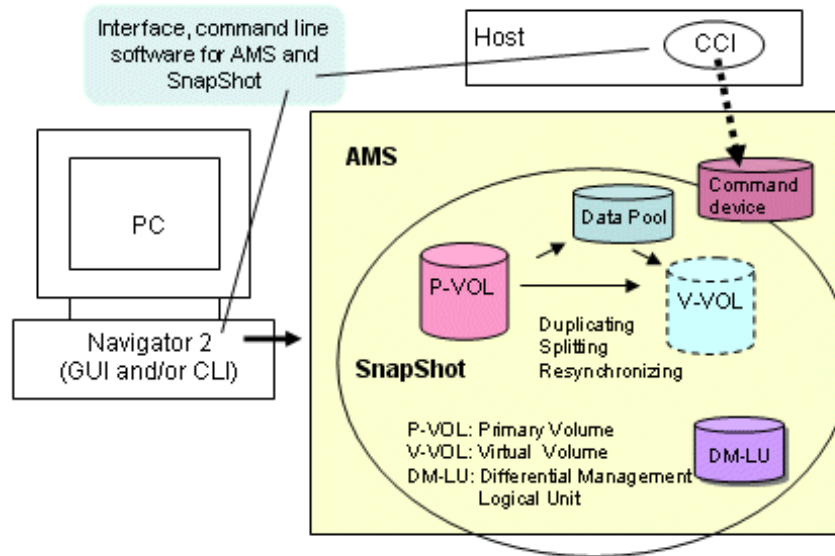 Interface, command line
software for AMS and
SnapShot
Host
CCI
AMS
Command
device
PC
Data Pool
P-VOL
V-VOL
Duplicating
Splitting
Resynchronizing
Navigator 2
(GUI and/or CLI)
SnapShot
P-VOL: Primary Volume
V-VOL: Virtual Volume
DM-LU: Differential Management
Logical Unit
DM-LU